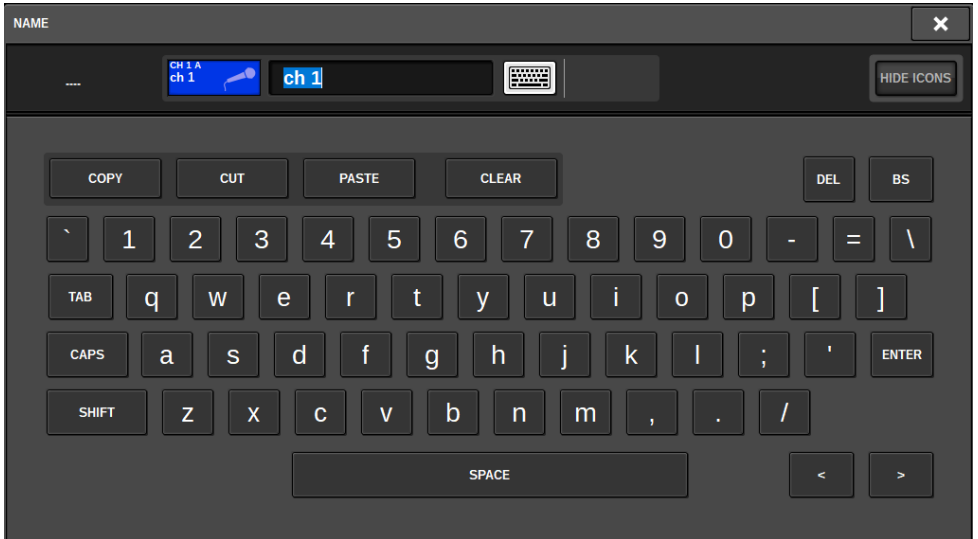 NAME
----
CH 1 A
ch 1
ch 1
HIDE ICONS
COPY CUT PASTE CLEAR DEL BS
` 1 2 3 4 5 6 7 8 9 0 - = \
TAB q w e r t y u i o p [ ]
CAPS a s d f g h j k l ; ' ENTER
SHIFT z x c v b n m , . /
SPACE < >